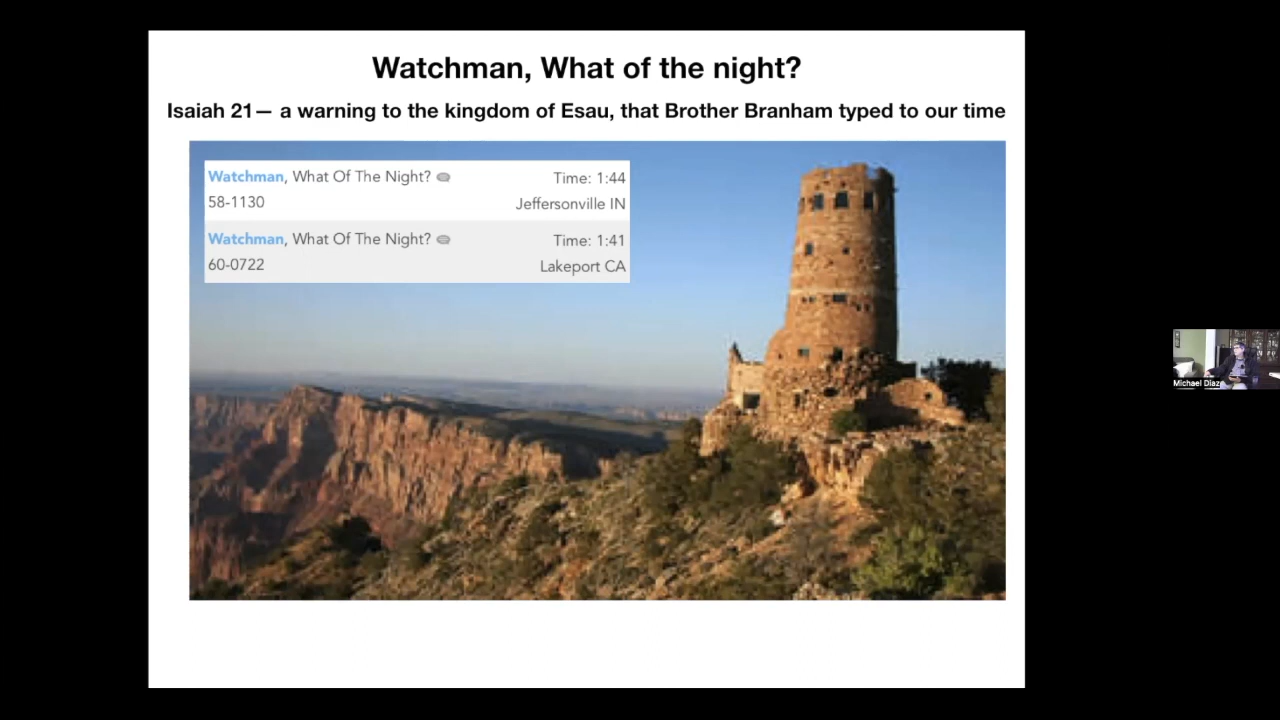 Watchman, What of the night?
Isaiah 21— a warning to the kingdom of Esau, that Brother Branham typed to our time
Watchman, What Of The Night? Time: 1:44
58-1130 Jeffersonville IN
Watchman, What Of The Night? Time: 1:41
60-0722 Lakeport CA
Michael Diaz